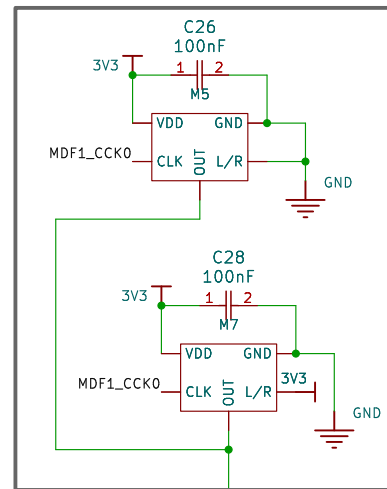 C26
100nF
3V3
1 2
M5
VDD GND
MDF1_CCK0 CLK OUT L/R
GND
C28
100nF
3V3
1 2
M7
VDD GND
MDF1_CCK0 CLK OUT L/R 3V3
GND